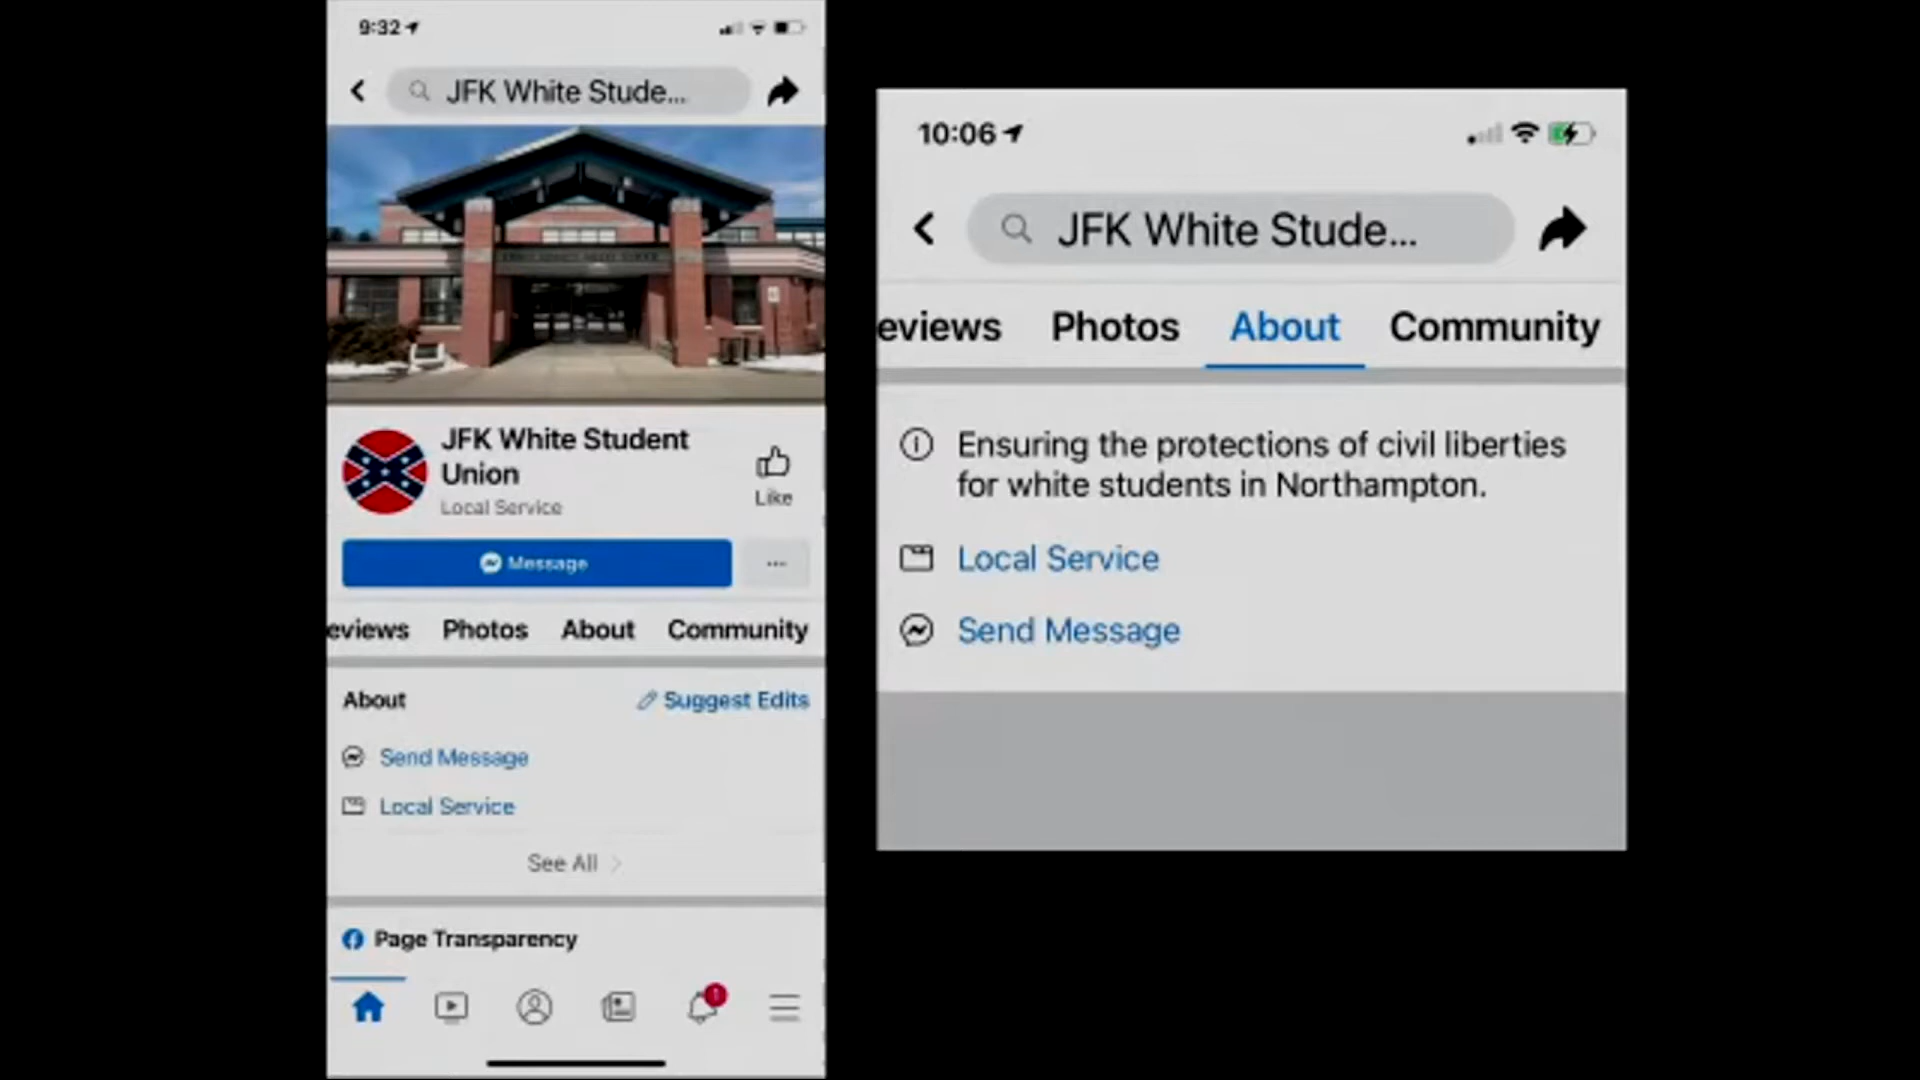 9:32
JFK White Stude...
JFK White Student
Union
Local Service
Like
Message
...
eviews Photos About Community
About Suggest Edits
Send Message
Local Service
See All
Page Transparency
1
10:06
JFK White Stude...
eviews Photos About Community
Ensuring the protections of civil liberties
for white students in Northampton.
Local Service
Send Message